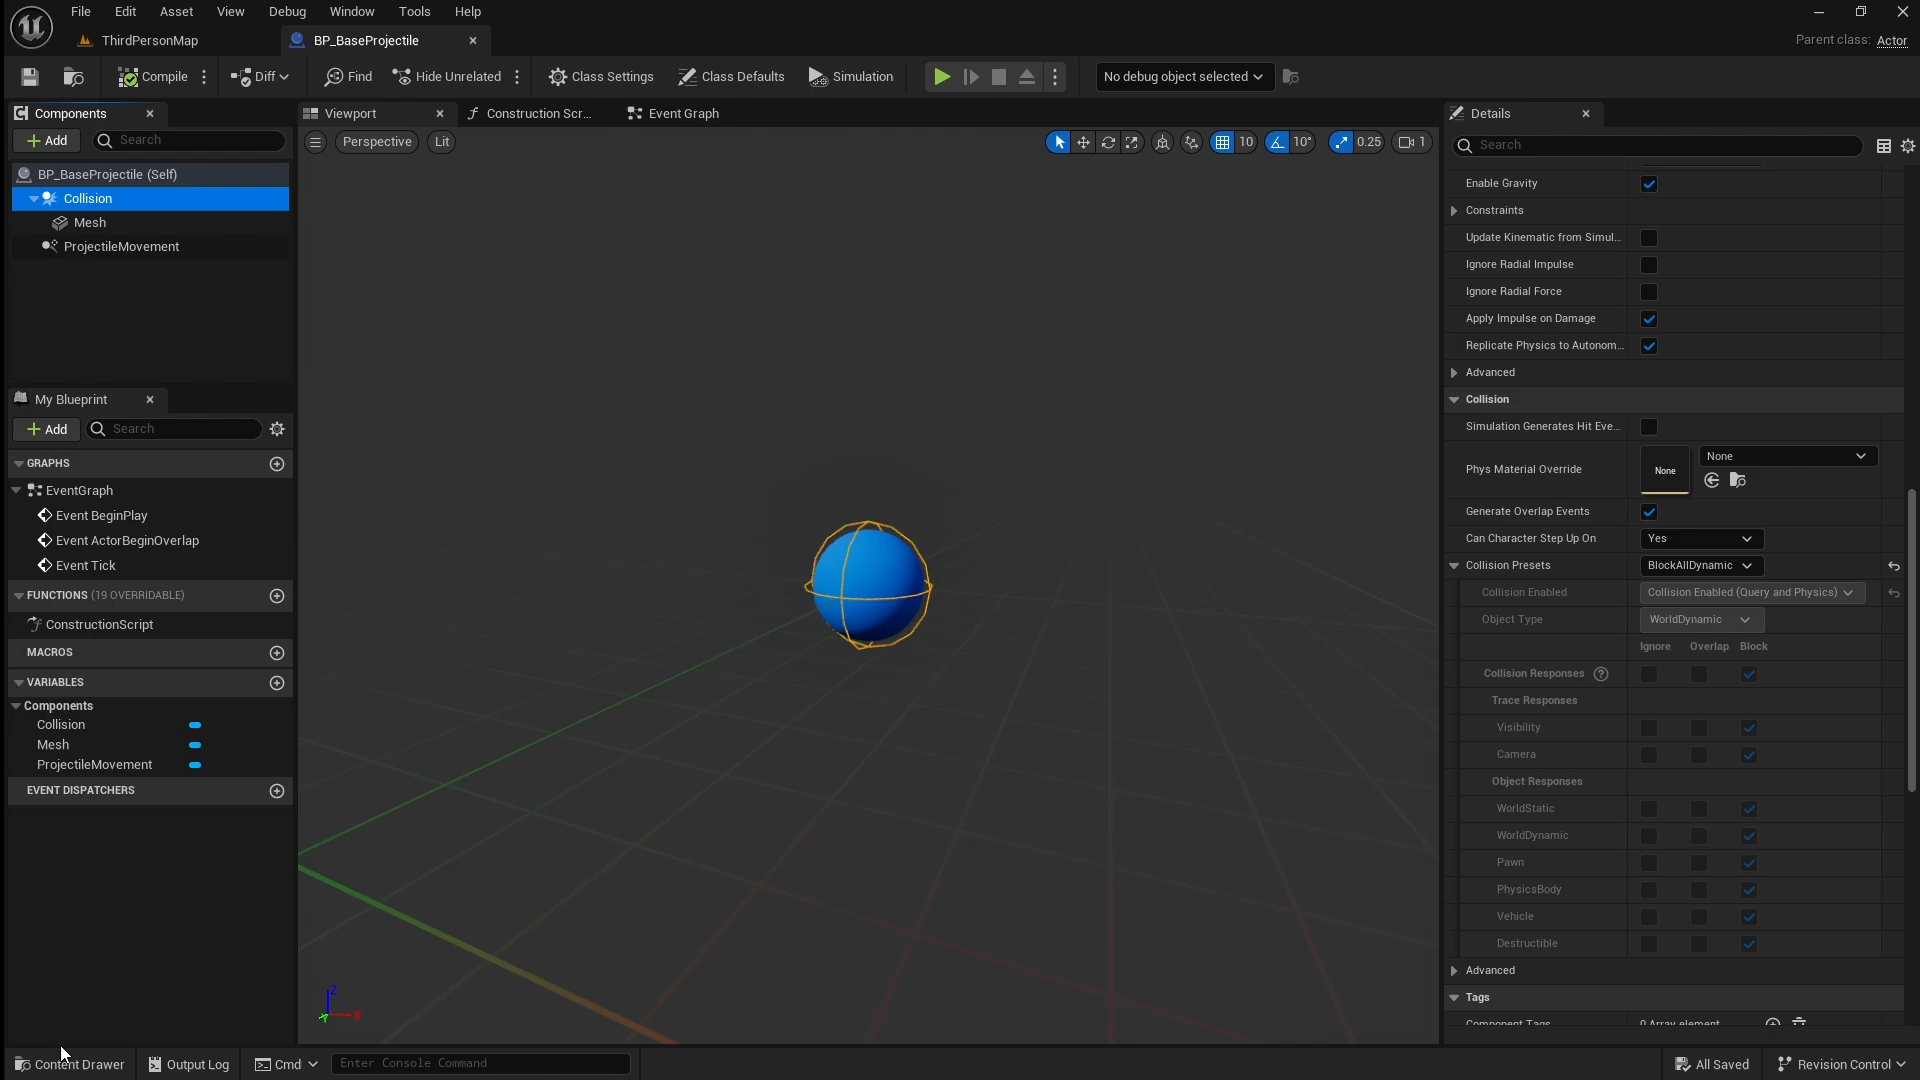 File Edit Asset View Debug Window Tools Help
ThirdPersonMap
BP_BaseProjectile
Parent class: Actor
Compile
Diff
Find
Hide Unrelated
Class Settings
Class Defaults
Simulation
No debug object selected
Components
Add
Search
BP_BaseProjectile (Self)
Collision
Mesh
ProjectileMovement
My Blueprint
Add
Search
GRAPHS
EventGraph
Event BeginPlay
Event ActorBeginOverlap
Event Tick
FUNCTIONS (19 OVERRIDABLE)
ConstructionScript
MACROS
VARIABLES
Components
Collision
Mesh
ProjectileMovement
EVENT DISPATCHERS
Viewport
Construction Scr...
Event Graph
Perspective
Lit
10
10°
0.25
1
Z
X
Y
Details
Search
Enable Gravity
Constraints
Update Kinematic from Simul...
Ignore Radial Impulse
Ignore Radial Force
Apply Impulse on Damage
Replicate Physics to Autonom...
Advanced
Collision
Simulation Generates Hit Eve...
Phys Material Override
None
None
Generate Overlap Events
Can Character Step Up On
Yes
Collision Presets
BlockAllDynamic
Collision Enabled
Collision Enabled (Query and Physics)
Object Type
WorldDynamic
Ignore Overlap Block
Collision Responses
Trace Responses
Visibility
Camera
Object Responses
WorldStatic
WorldDynamic
Pawn
PhysicsBody
Vehicle
Destructible
Advanced
Tags
Component Tags
0 Array element
Content Drawer
Output Log
Cmd
Enter Console Command
All Saved
Revision Control